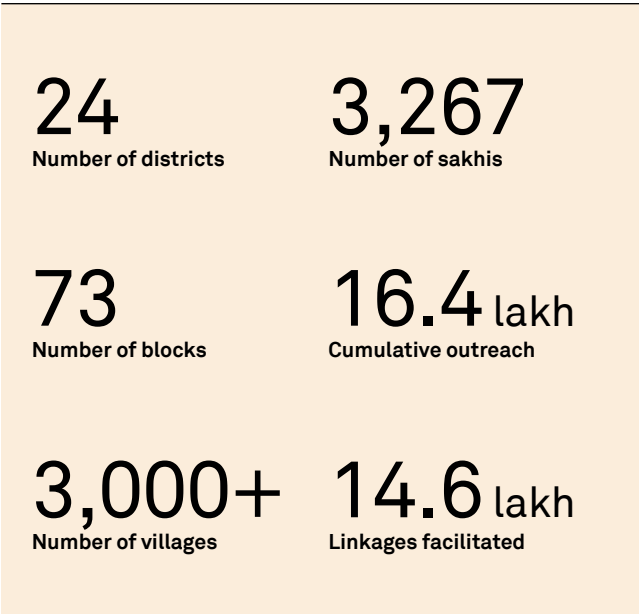 24
Number of districts
3,267
Number of sakhis
73
Number of blocks
16.4 lakh
Cumulative outreach
3,000+
Number of villages
14.6 lakh
Linkages facilitated